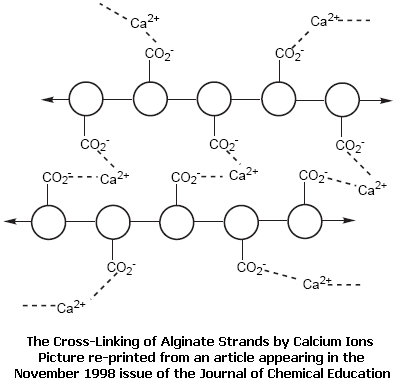 Ca2+ Ca2+
CO2- CO2-
CO2- CO2- CO2-
CO2- Ca2+ CO2- Ca2+ CO2- Ca2+
CO2- CO2- Ca2+
Ca2+
The Cross-Linking of Alginate Strands by Calcium Ions
Picture re-printed from an article appearing in the
November 1998 issue of the Journal of Chemical Education